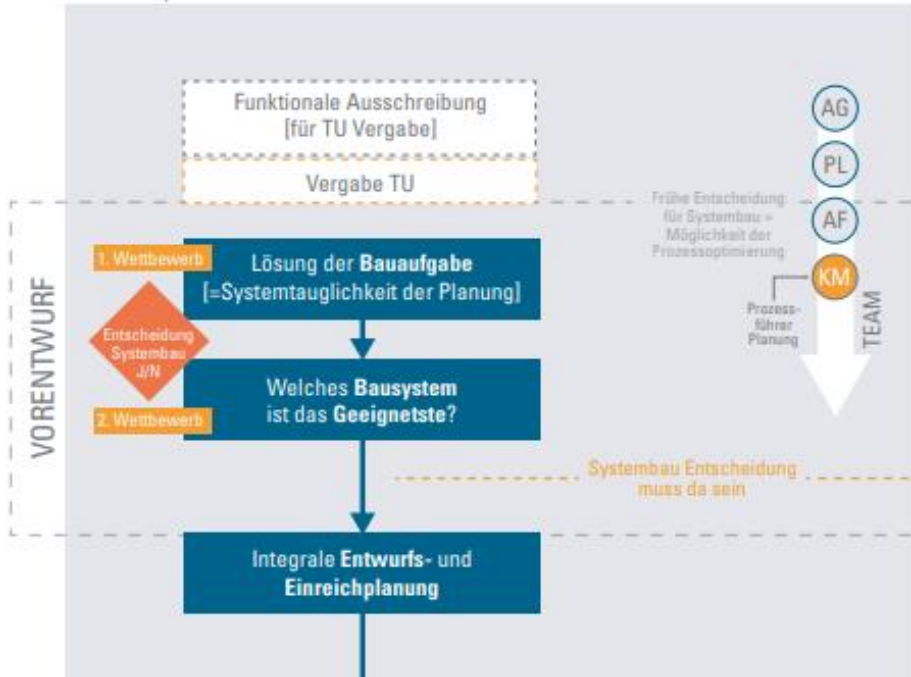 Funktionale Ausschreibung
[für TU Vergabe]
Vergabe TU
AG
PL
AF
KM
TEAM
Frühe Entscheidung
für Systembau =
Möglichkeit der
Prozessoptimierung
Prozess-
führer
Planung
VORENTWURF
1. Wettbewerb
Lösung der Bauaufgabe
[=Systemtauglichkeit der Planung]
Entscheidung
Systembau
J/N
Welches Bausystem
ist das Geeignetste?
2. Wettbewerb
Systembau Entscheidung
muss da sein
Integrale Entwurfs- und
Einreichplanung